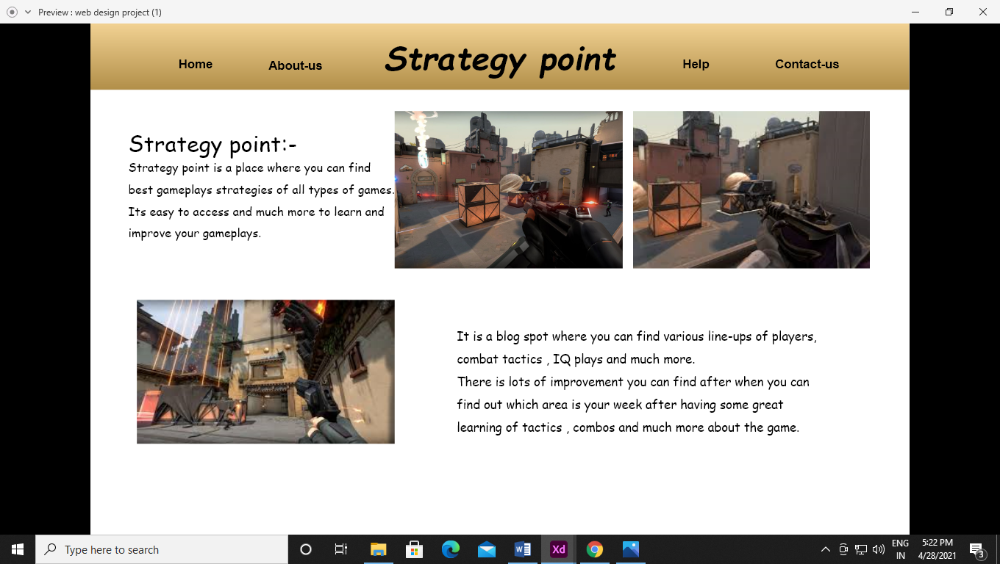 Preview : web design project (1)
Home
About-us
Strategy point
Help
Contact-us
Strategy point:-
Strategy point is a place where you can find
best gameplays strategies of all types of games.
Its easy to access and much more to learn and
improve your gameplays.
It is a blog spot where you can find various line-ups of players,
combat tactics , IQ plays and much more.
There is lots of improvement you can find after when you can
find out which area is your week after having some great
learning of tactics , combos and much more about the game.
Type here to search
W
Xd
ENG
IN
5:22 PM
4/28/2021
3